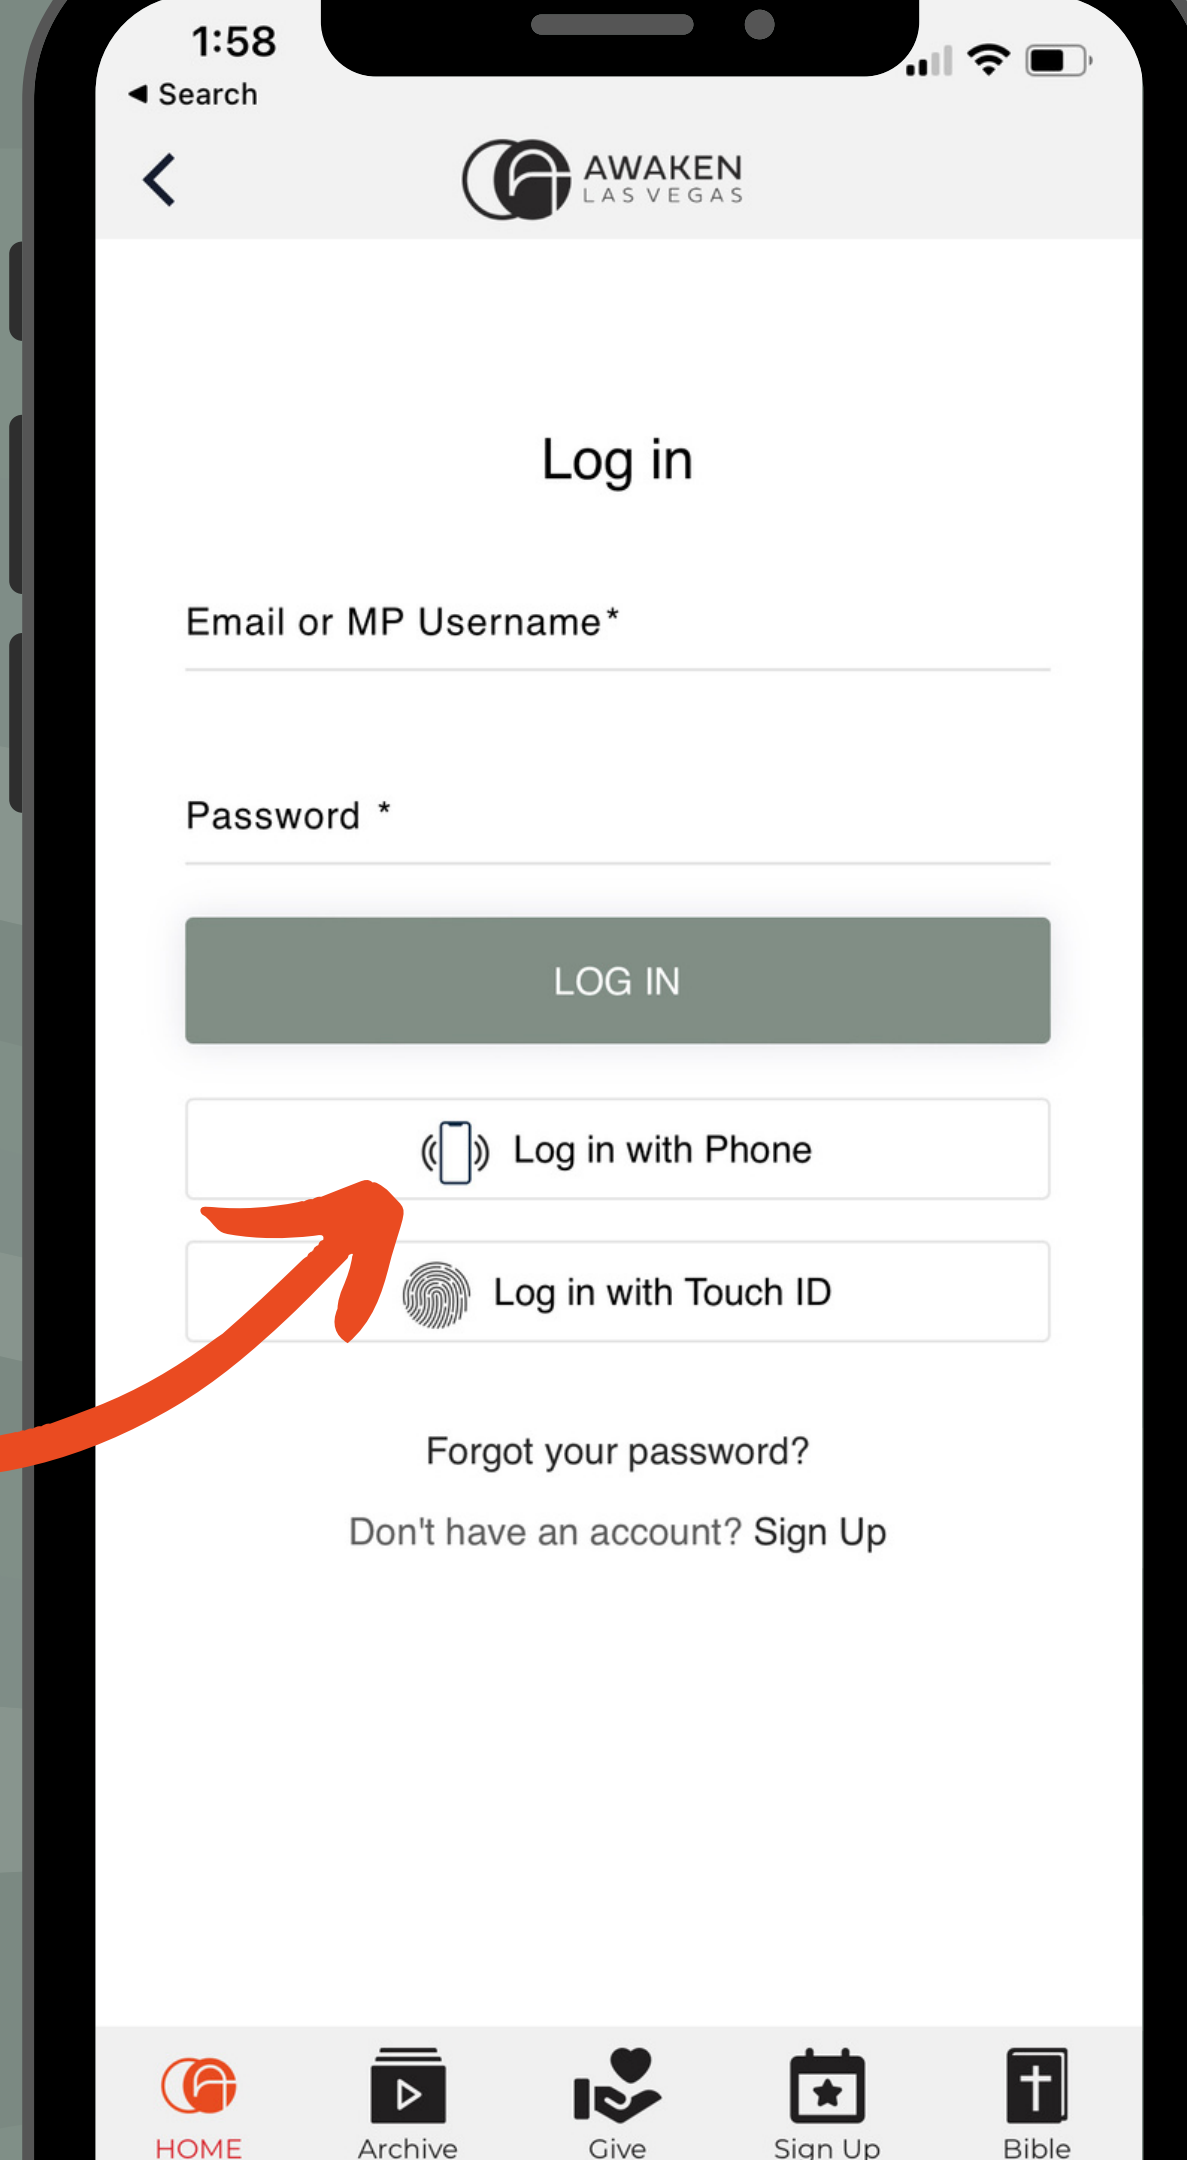 1:58
◀ Search
AWAKEN
LAS VEGAS
Log in
Email or MP Username*
Password *
LOG IN
Log in with Phone
Log in with Touch ID
Forgot your password?
Don't have an account? Sign Up
HOME Archive Give Sign Up Bible